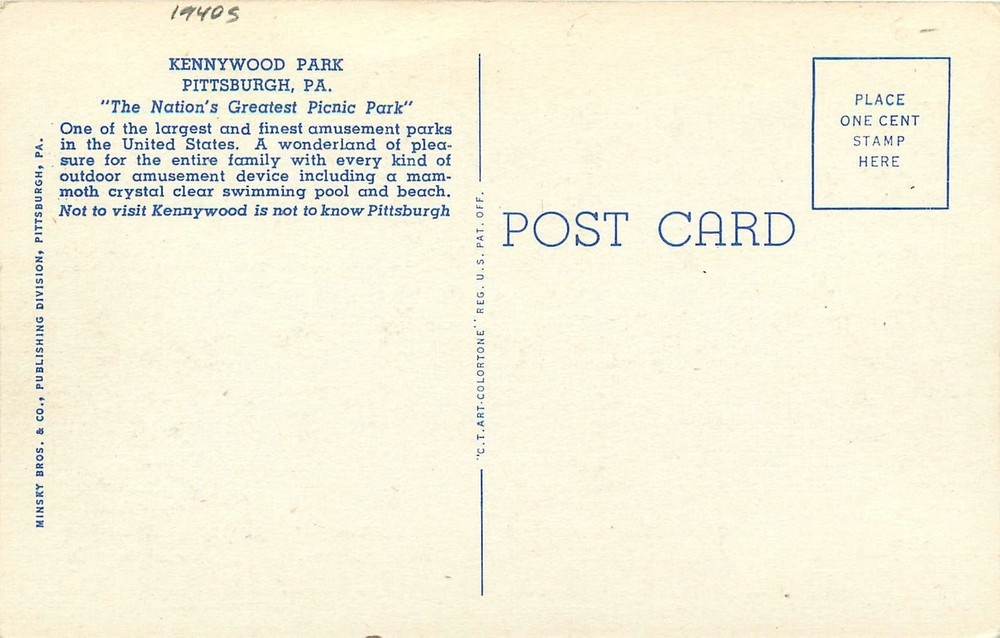 1940s
KENNYWOOD PARK
PITTSBURGH, PA.
"The Nation's Greatest Picnic Park"
One of the largest and finest amusement parks
in the United States. A wonderland of plea-
sure for the entire family with every kind of
outdoor amusement device including a mam-
moth crystal clear swimming pool and beach.
Not to visit Kennywood is not to know Pittsburgh
MINSKY BROS. & CO., PUBLISHING DIVISION, PITTSBURGH, PA.
"C.T. ART-COLORTONE" REG. U.S. PAT. OFF.
POST CARD
PLACE
ONE CENT
STAMP
HERE